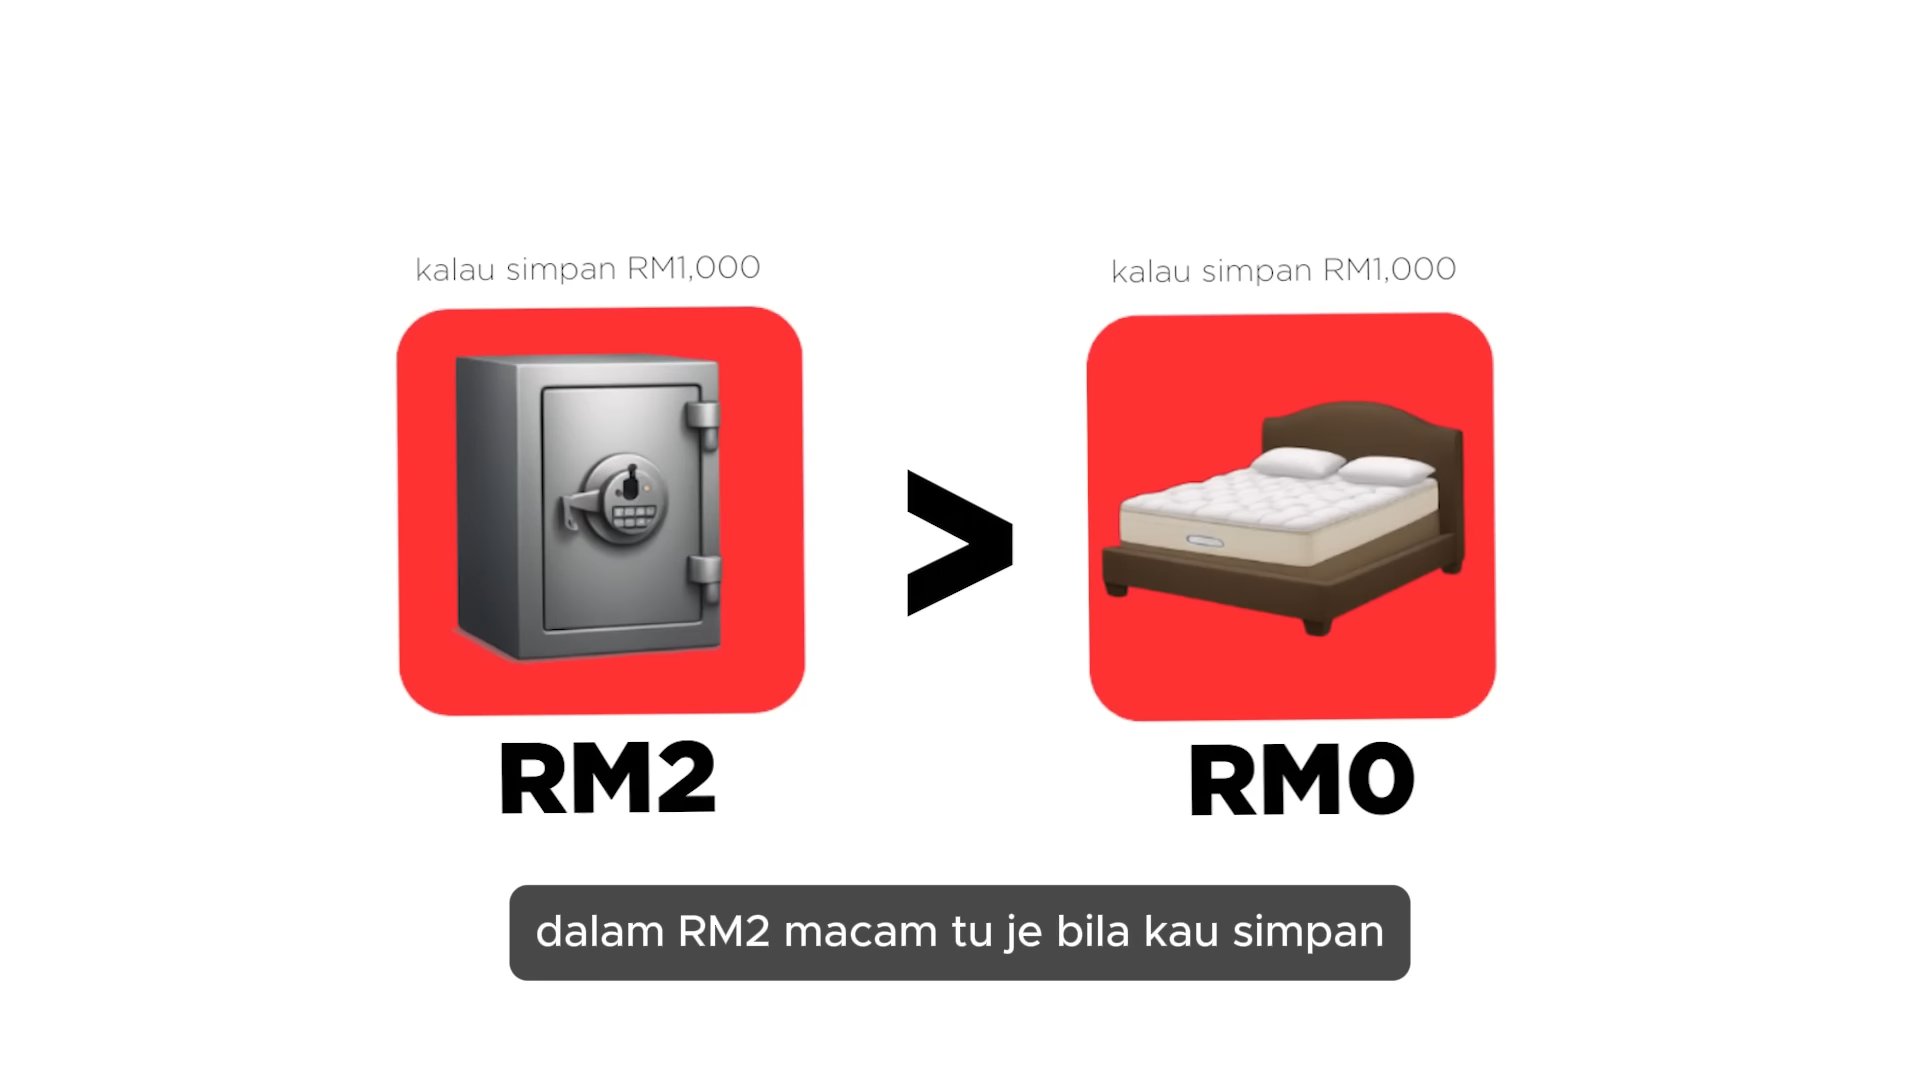 kalau simpan RM1,000
kalau simpan RM1,000
>
RM2
RM0
dalam RM2 macam tu je bila kau simpan